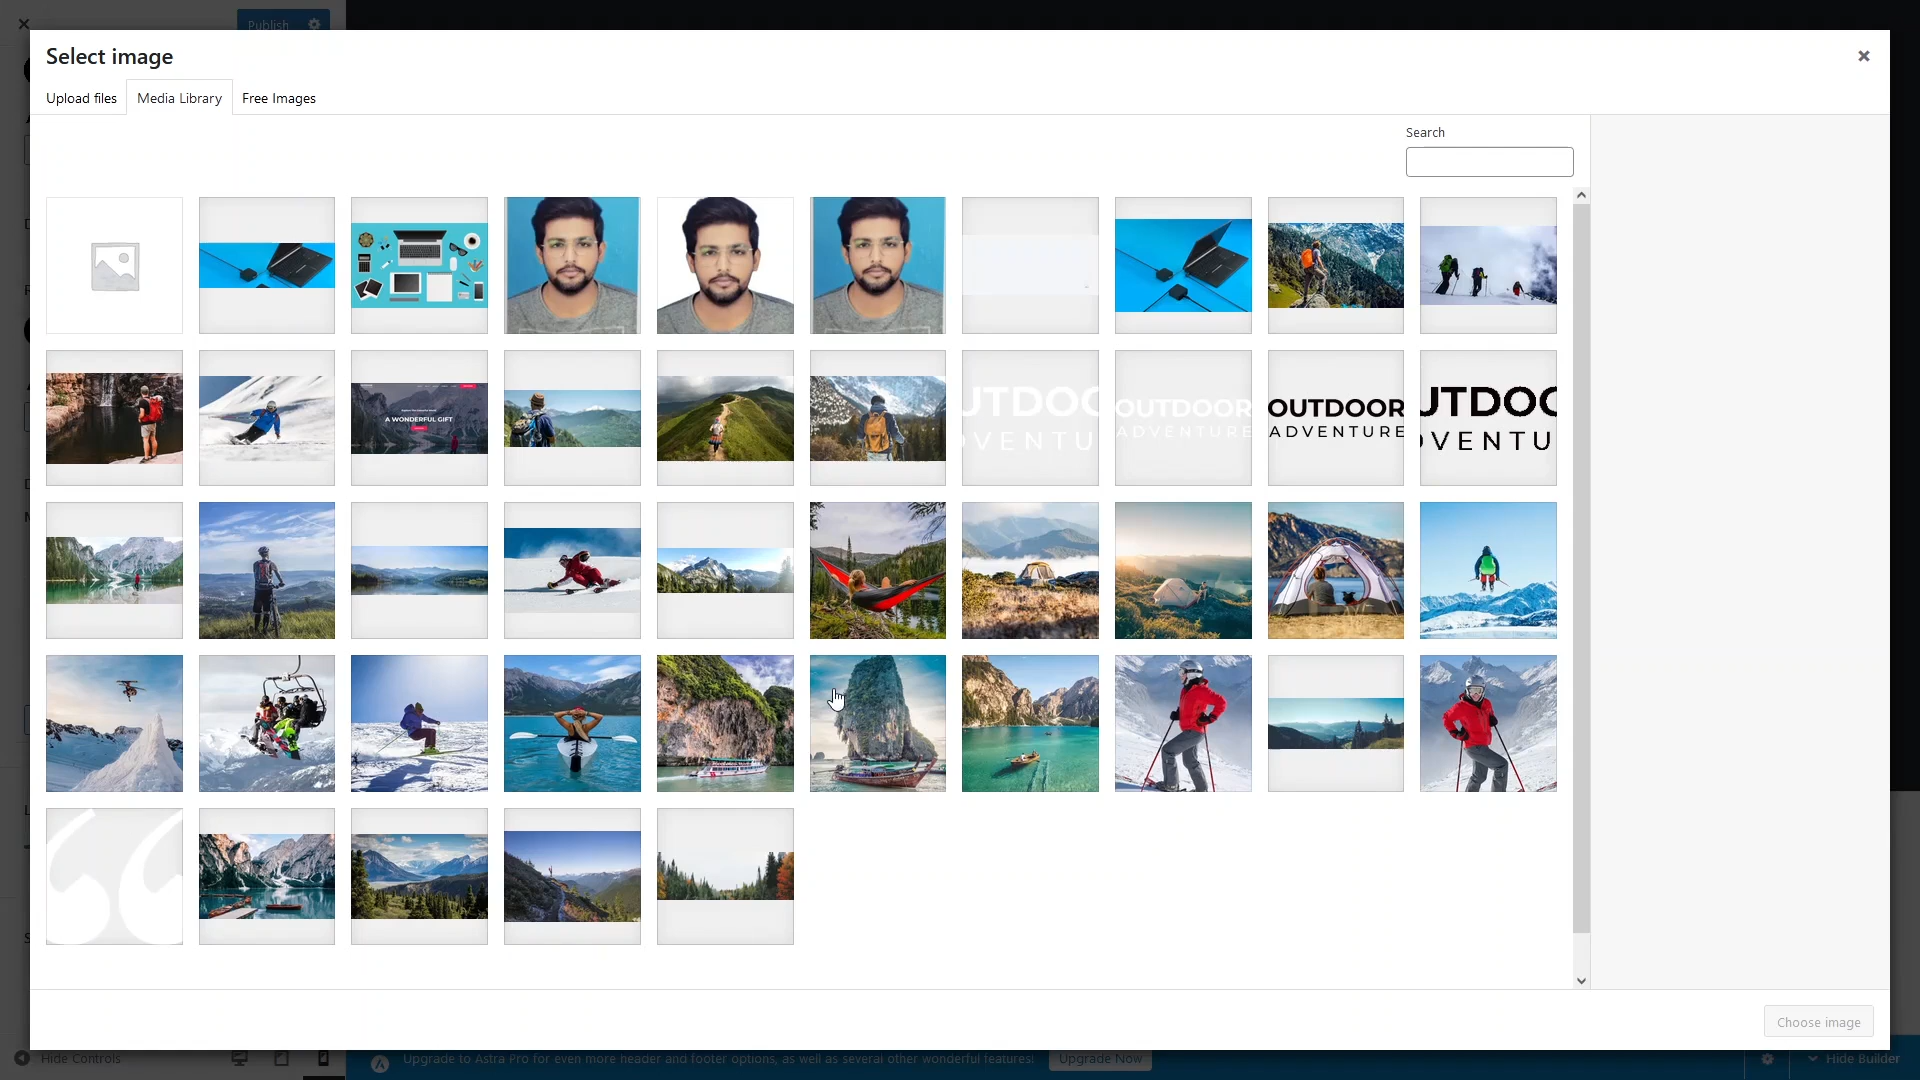 Publish
Select image
Upload files
Media Library
Free Images
Search
A WONDERFUL GIFT
UTDOO
VENTU
OUTDOOR
ADVENTURE
OUTDOOR
ADVENTURE
UTDOO
VENTU
Choose image
Hide Controls
Upgrade to Astra Pro for even more header and footer options, as well as several other wonderful features!
Upgrade Now
Hide Builder